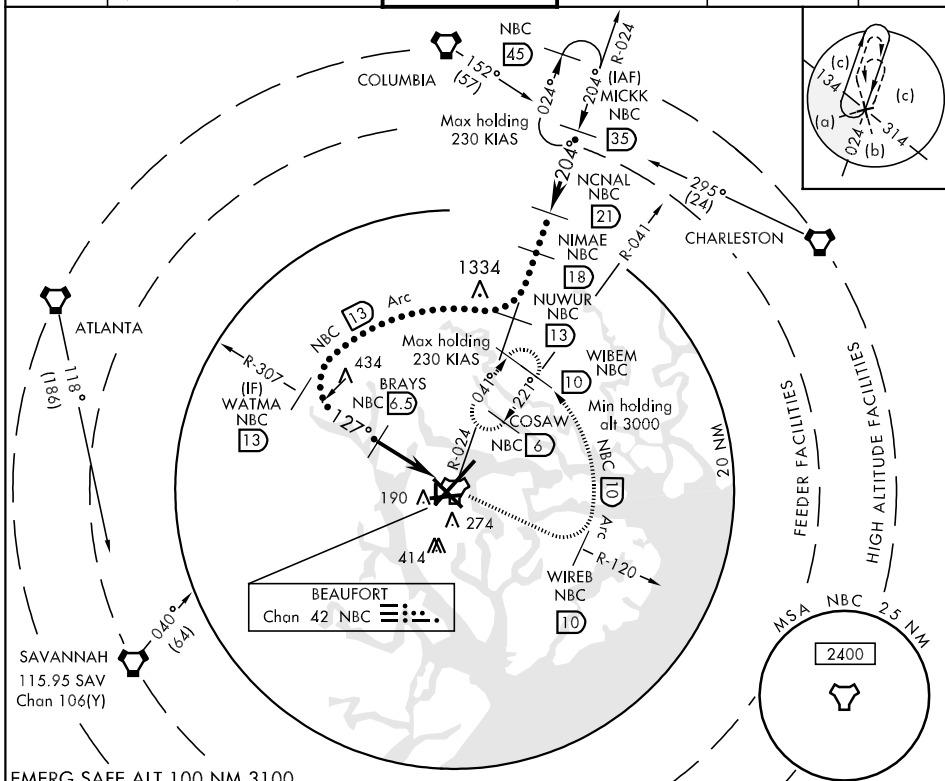 NBC
45
R-024
COLUMBIA
152°
(57)
024°
204°
(IAF)
MICKK
NBC
35
Max holding
230 KIAS
204°
(c)
134
(c)
(a)
024
(b)
314
NCNAL
NBC
21
295°
(24)
CHARLESTON
R-041
NIMAE
NBC
18
1334
NUWUR
NBC
13
ATLANTA
118°
(186)
NBC 13 Arc
Max holding
230 KIAS
WIBEM
NBC
10
R-307
(IF)
WATMA
NBC
13
434
BRAYS
NBC 6.5
127°
041°
221°
COSAW
NBC 6
Min holding
alt 3000
R-024
NBC 10 Arc
20 NM
FEEDER FACILITIES
HIGH ALTITUDE FACILITIES
190
274
414
R-120
WIREB
NBC
10
BEAUFORT
Chan 42 NBC
040°
(64)
SAVANNAH
115.95 SAV
Chan 106(Y)
MSA NBC 25 NM
2400
EMERG SAFE ALT 100 NM 3100